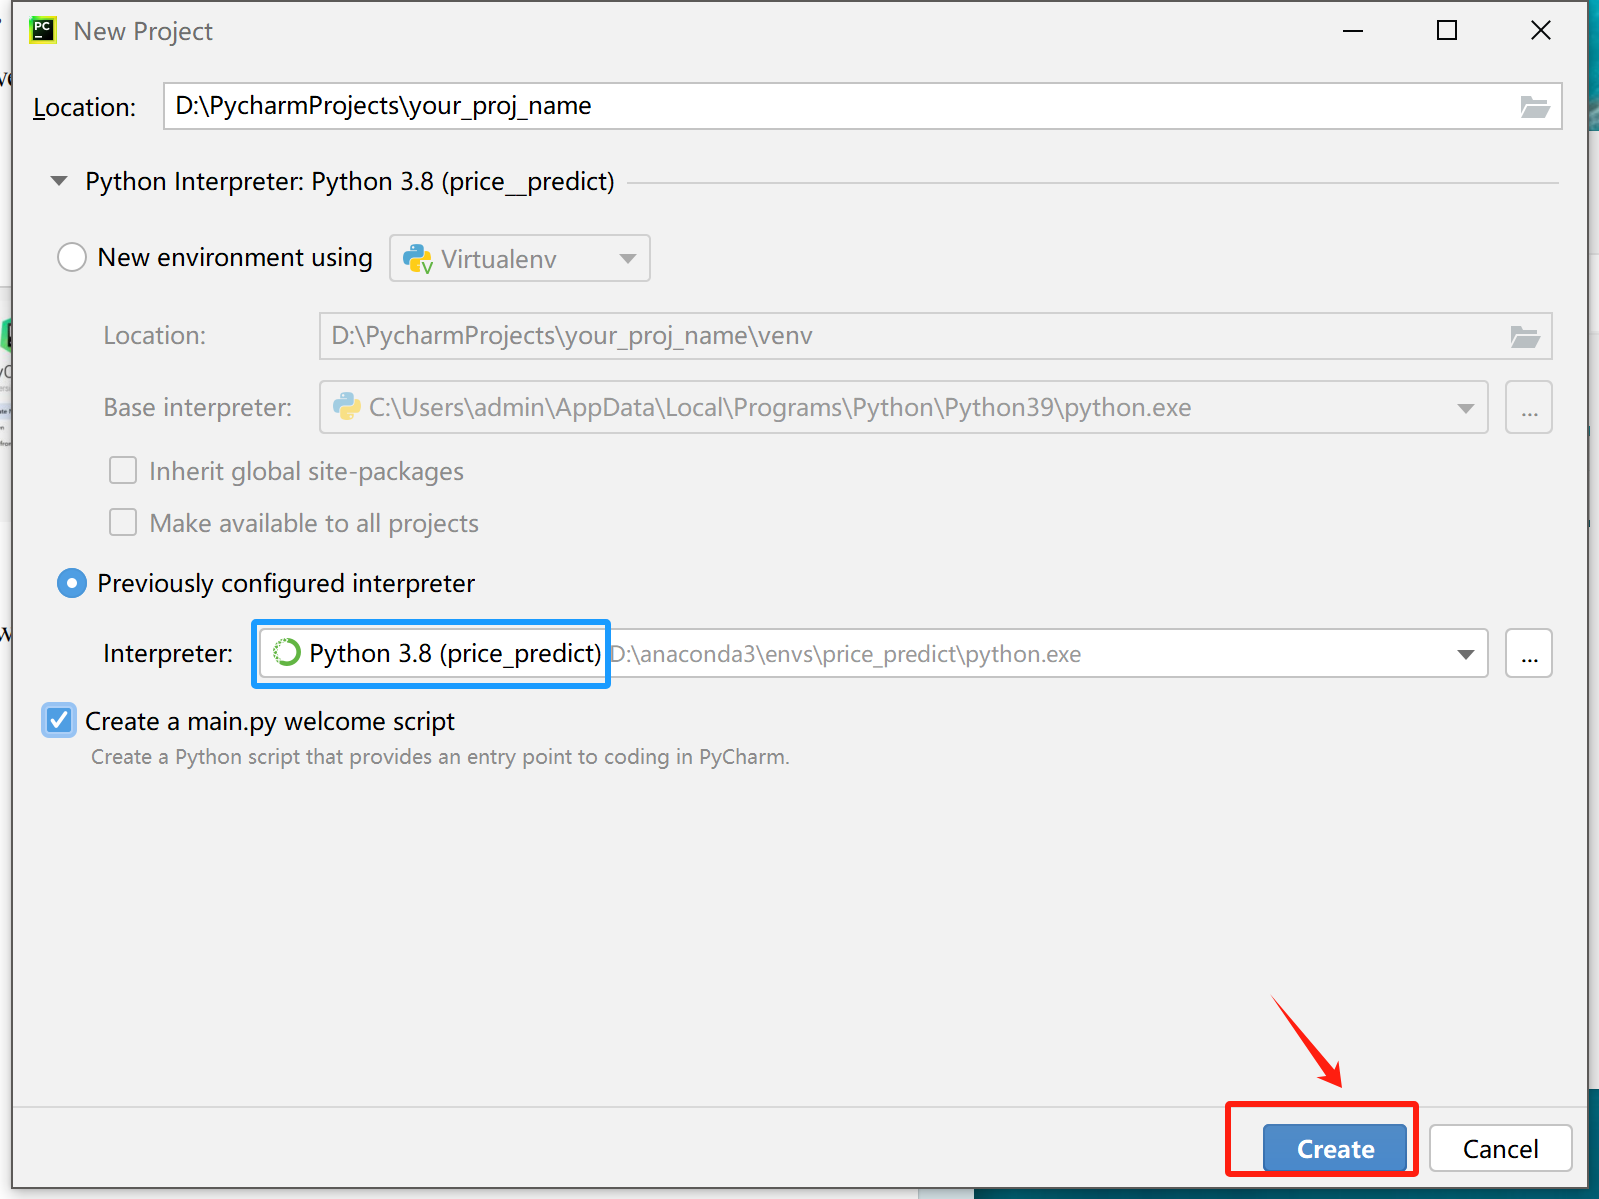 New Project
Location: D:\PycharmProjects\your_proj_name
Python Interpreter: Python 3.8 (price__predict)
New environment using Virtualenv
Location: D:\PycharmProjects\your_proj_name\venv
Base interpreter: C:\Users\admin\AppData\Local\Programs\Python\Python39\python.exe ...
Inherit global site-packages
Make available to all projects
Previously configured interpreter
Interpreter: Python 3.8 (price_predict) D:\anaconda3\envs\price_predict\python.exe ...
Create a main.py welcome script
Create a Python script that provides an entry point to coding in PyCharm.
Create Cancel